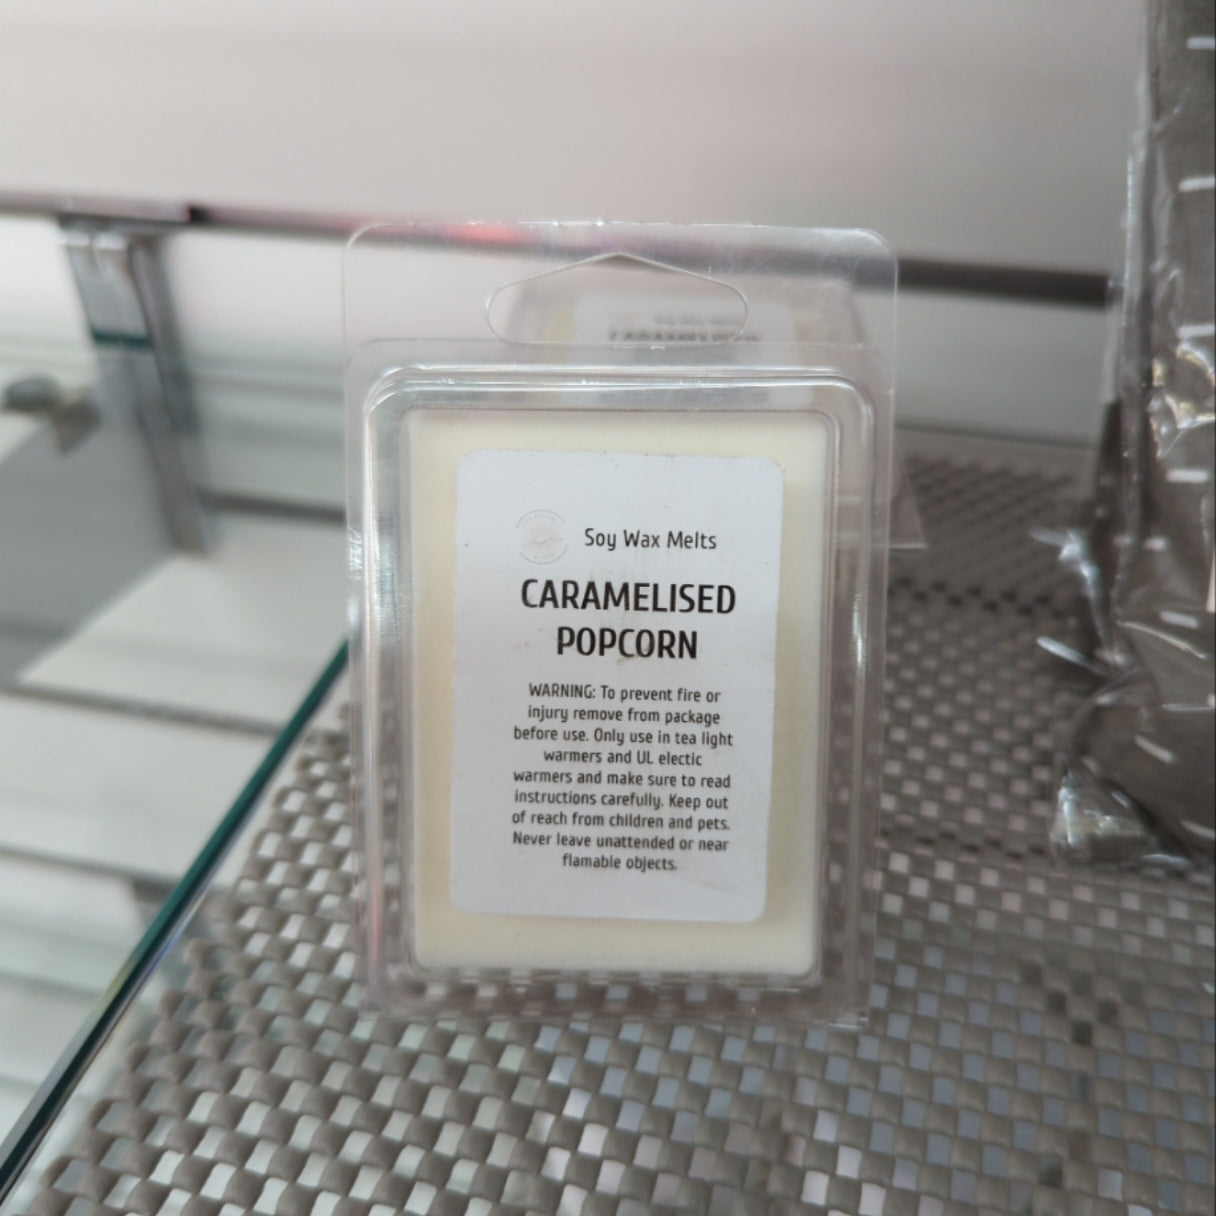 Soy Wax Melts
CARAMELISED
POPCORN
WARNING: To prevent fire or
injury remove from package
before use. Only use in tea light
warmers and UL electic
warmers and make sure to read
instructions carefully. Keep out
of reach from children and pets.
Never leave unattended or near
flamable objects.